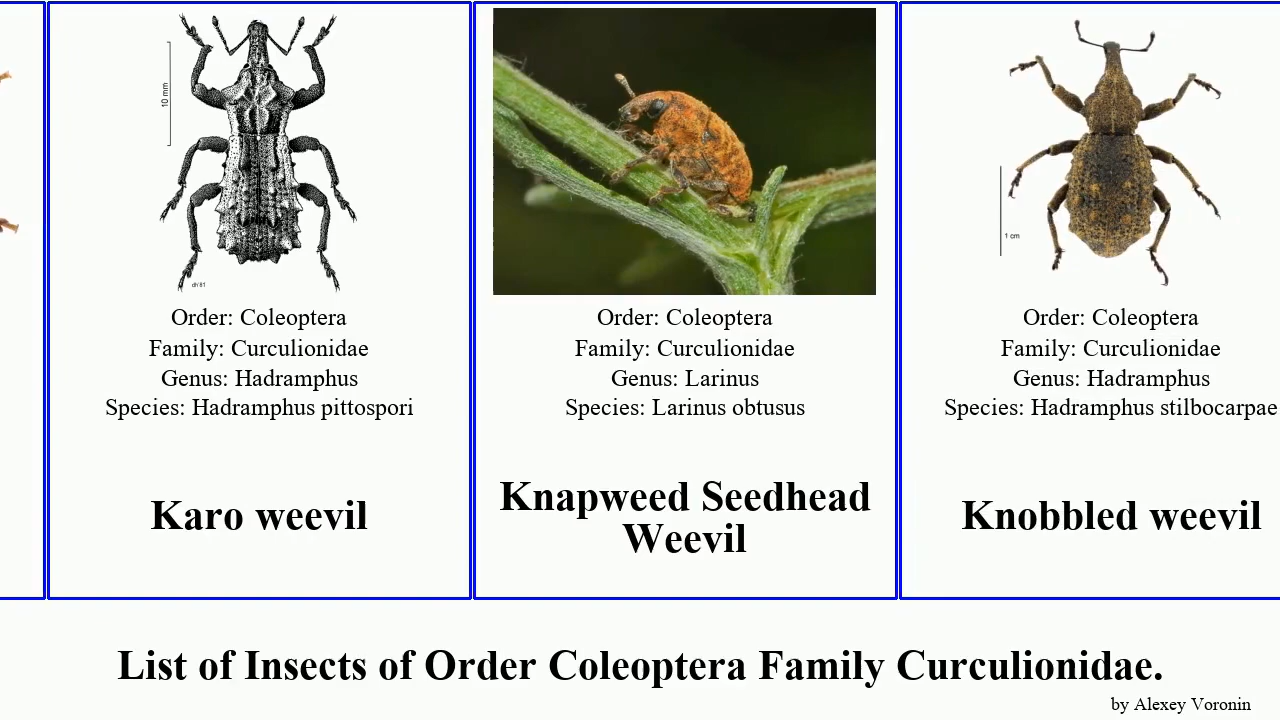 10 mm
dh'81
Order: Coleoptera
Family: Curculionidae
Genus: Hadramphus
Species: Hadramphus pittospori
Karo weevil
Order: Coleoptera
Family: Curculionidae
Genus: Larinus
Species: Larinus obtusus
Knapweed Seedhead
Weevil
1 cm
Order: Coleoptera
Family: Curculionidae
Genus: Hadramphus
Species: Hadramphus stilbocarpae
Knobbled weevil
List of Insects of Order Coleoptera Family Curculionidae.
by Alexey Voronin